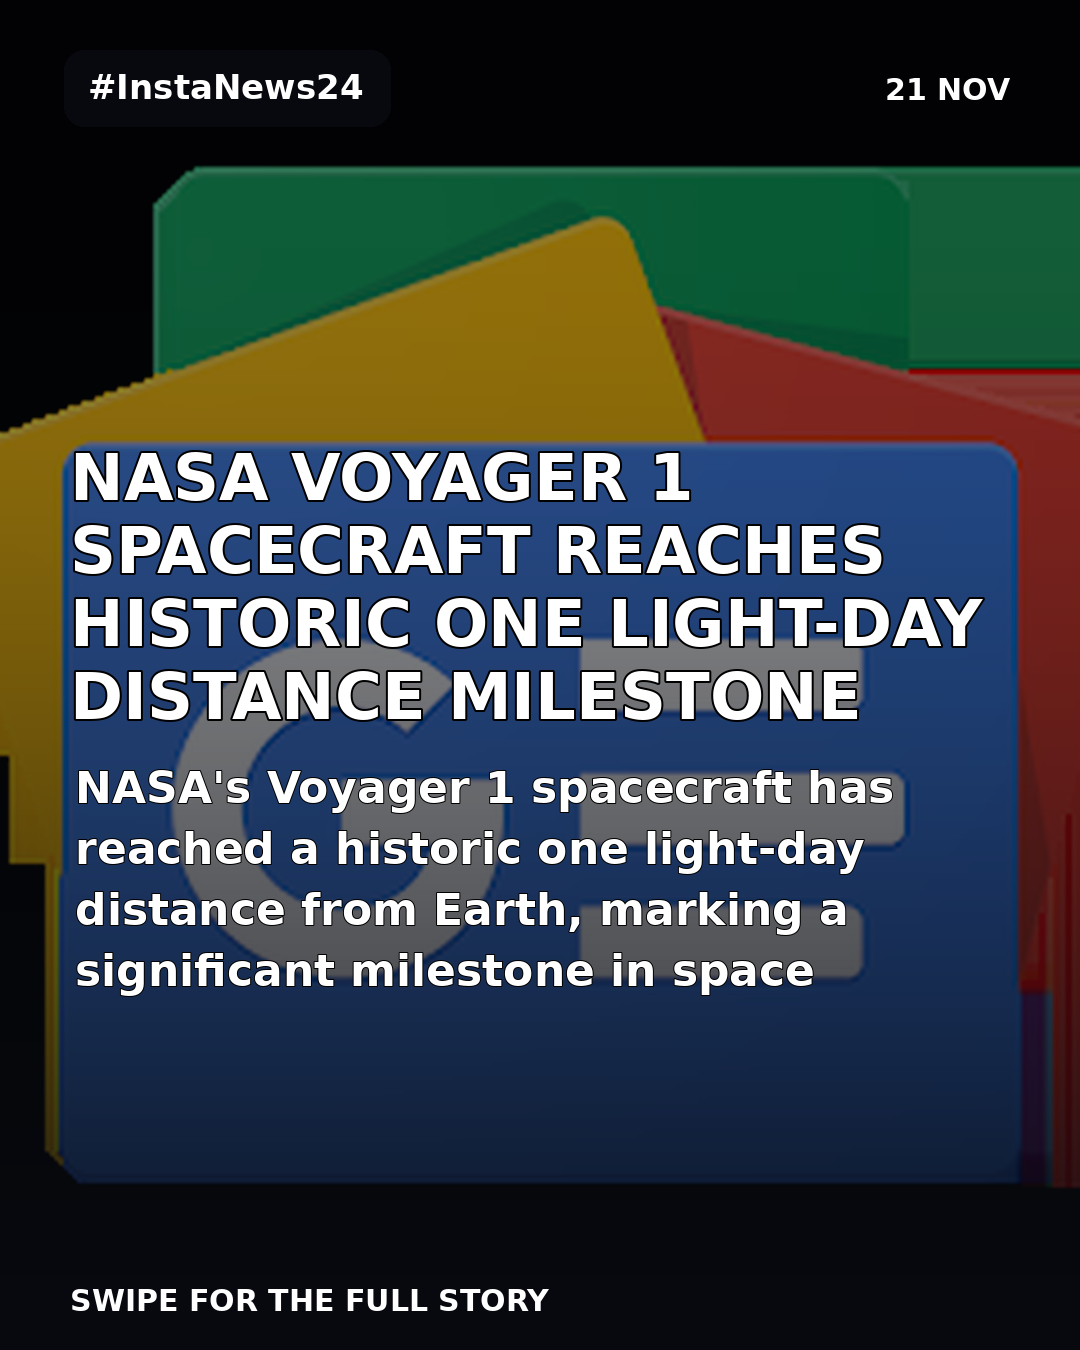 #InstaNews24
21 NOV
NASA VOYAGER 1
SPACECRAFT REACHES
HISTORIC ONE LIGHT-DAY
DISTANCE MILESTONE
NASA's Voyager 1 spacecraft has
reached a historic one light-day
distance from Earth, marking a
significant milestone in space
SWIPE FOR THE FULL STORY